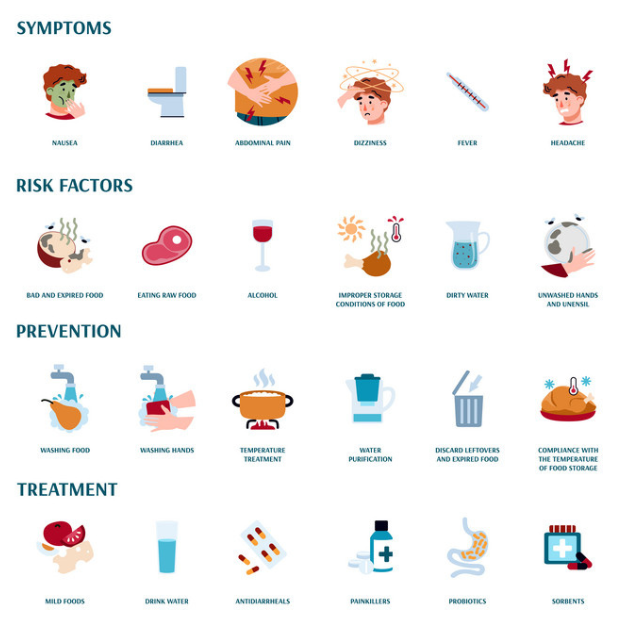 SYMPTOMS
NAUSEA
DIARRHEA
ABDOMINAL PAIN
DIZZINESS
FEVER
HEADACHE
RISK FACTORS
BAD AND EXPIRED FOOD
EATING RAW FOOD
ALCOHOL
IMPROPER STORAGE
CONDITIONS OF FOOD
DIRTY WATER
UNWASHED HANDS
AND UNENSIL
PREVENTION
WASHING FOOD
WASHING HANDS
TEMPERATURE
TREATMENT
WATER
PURIFICATION
DISCARD LEFTOVERS
AND EXPIRED FOOD
COMPLIANCE WITH
THE TEMPERATURE
OF FOOD STORAGE
TREATMENT
MILD FOODS
DRINK WATER
ANTIDIARRHEALS
PAINKILLERS
PROBIOTICS
SORBENTS